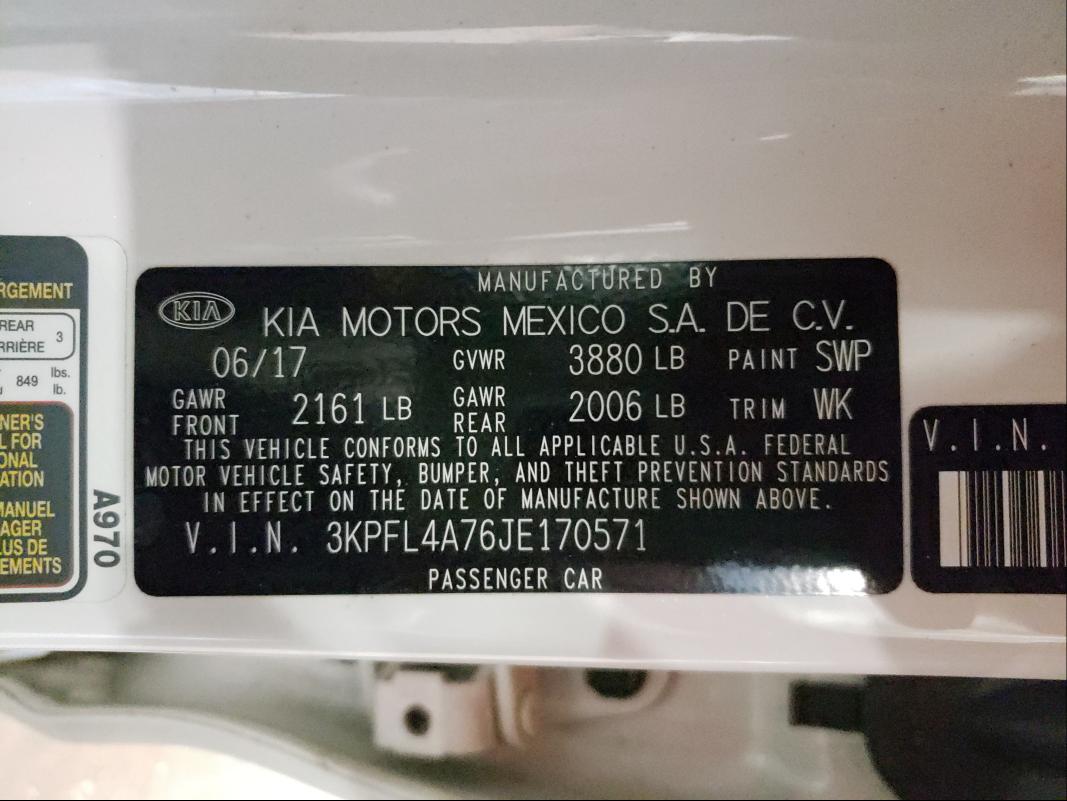 RGEMENT
REAR
RRIÈRE 3
849 lbs.
lb.
NER'S
L FOR
ONAL
ATION
MANUEL
AGER
LUS DE
EMENTS
A970
MANUFACTURED BY
KIA KIA MOTORS MEXICO S.A. DE C.V.
06/17 GVWR 3880 LB PAINT SWP
GAWR FRONT 2161 LB GAWR REAR 2006 LB TRIM WK
THIS VEHICLE CONFORMS TO ALL APPLICABLE U.S.A. FEDERAL
MOTOR VEHICLE SAFETY, BUMPER, AND THEFT PREVENTION STANDARDS
IN EFFECT ON THE DATE OF MANUFACTURE SHOWN ABOVE.
V.I.N. 3KPFL4A76JE170571
PASSENGER CAR
V.I.N.